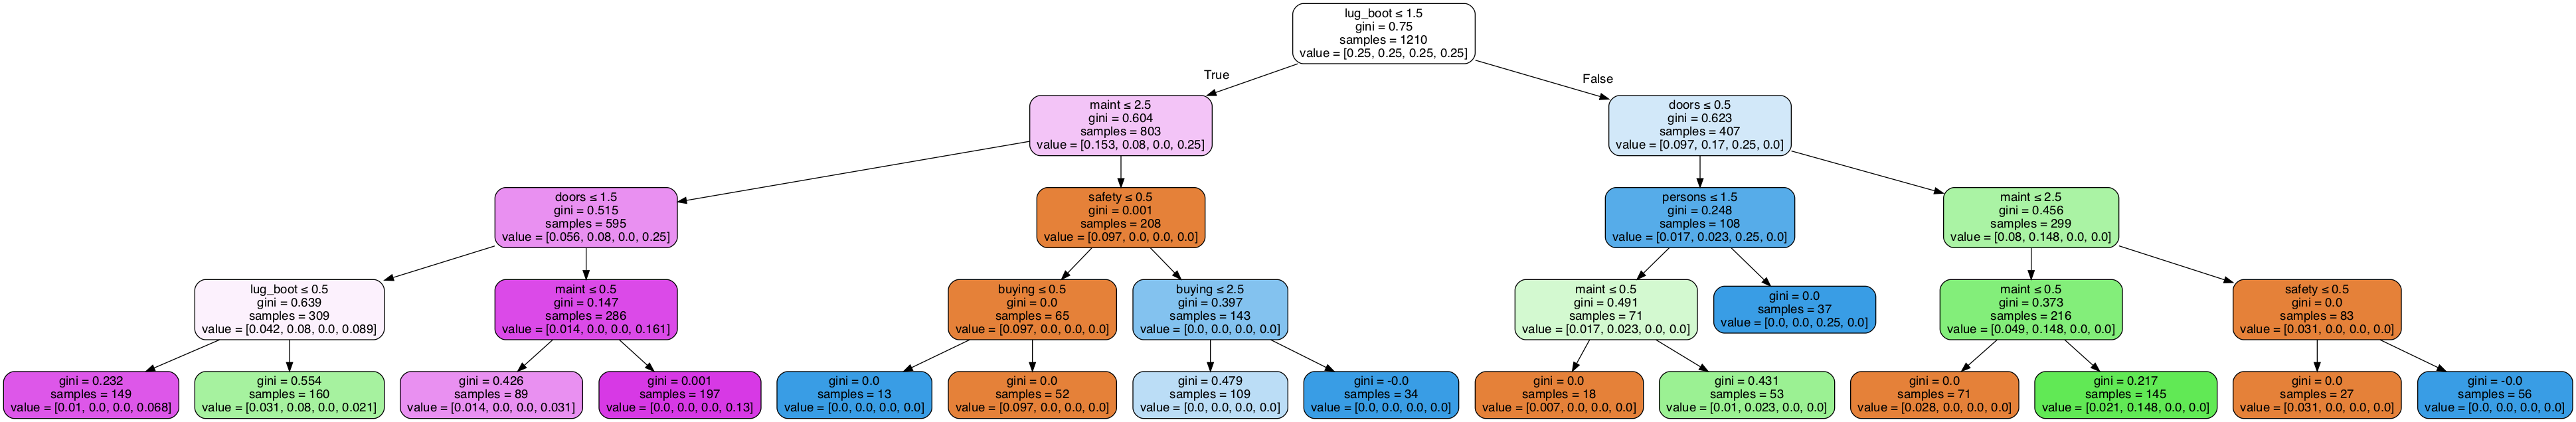 lug_boot ≤ 1.5
gini = 0.75
samples = 1210
value = [0.25, 0.25, 0.25, 0.25]
True
False
maint ≤ 2.5
gini = 0.604
samples = 803
value = [0.153, 0.08, 0.0, 0.25]
doors ≤ 0.5
gini = 0.623
samples = 407
value = [0.097, 0.17, 0.25, 0.0]
doors ≤ 1.5
gini = 0.515
samples = 595
value = [0.056, 0.08, 0.0, 0.25]
safety ≤ 0.5
gini = 0.001
samples = 208
value = [0.097, 0.0, 0.0, 0.0]
persons ≤ 1.5
gini = 0.248
samples = 108
value = [0.017, 0.023, 0.25, 0.0]
maint ≤ 2.5
gini = 0.456
samples = 299
value = [0.08, 0.148, 0.0, 0.0]
lug_boot ≤ 0.5
gini = 0.639
samples = 309
value = [0.042, 0.08, 0.0, 0.089]
maint ≤ 0.5
gini = 0.147
samples = 286
value = [0.014, 0.0, 0.0, 0.161]
buying ≤ 0.5
gini = 0.0
samples = 65
value = [0.097, 0.0, 0.0, 0.0]
buying ≤ 2.5
gini = 0.397
samples = 143
value = [0.0, 0.0, 0.0, 0.0]
maint ≤ 0.5
gini = 0.491
samples = 71
value = [0.017, 0.023, 0.0, 0.0]
gini = 0.0
samples = 37
value = [0.0, 0.0, 0.25, 0.0]
maint ≤ 0.5
gini = 0.373
samples = 216
value = [0.049, 0.148, 0.0, 0.0]
safety ≤ 0.5
gini = 0.0
samples = 83
value = [0.031, 0.0, 0.0, 0.0]
gini = 0.232
samples = 149
value = [0.01, 0.0, 0.0, 0.068]
gini = 0.554
samples = 160
value = [0.031, 0.08, 0.0, 0.021]
gini = 0.426
samples = 89
value = [0.014, 0.0, 0.0, 0.031]
gini = 0.001
samples = 197
value = [0.0, 0.0, 0.0, 0.13]
gini = 0.0
samples = 13
value = [0.0, 0.0, 0.0, 0.0]
gini = 0.0
samples = 52
value = [0.097, 0.0, 0.0, 0.0]
gini = 0.479
samples = 109
value = [0.0, 0.0, 0.0, 0.0]
gini = -0.0
samples = 34
value = [0.0, 0.0, 0.0, 0.0]
gini = 0.0
samples = 18
value = [0.007, 0.0, 0.0, 0.0]
gini = 0.431
samples = 53
value = [0.01, 0.023, 0.0, 0.0]
gini = 0.0
samples = 71
value = [0.028, 0.0, 0.0, 0.0]
gini = 0.217
samples = 145
value = [0.021, 0.148, 0.0, 0.0]
gini = 0.0
samples = 27
value = [0.031, 0.0, 0.0, 0.0]
gini = -0.0
samples = 56
value = [0.0, 0.0, 0.0, 0.0]